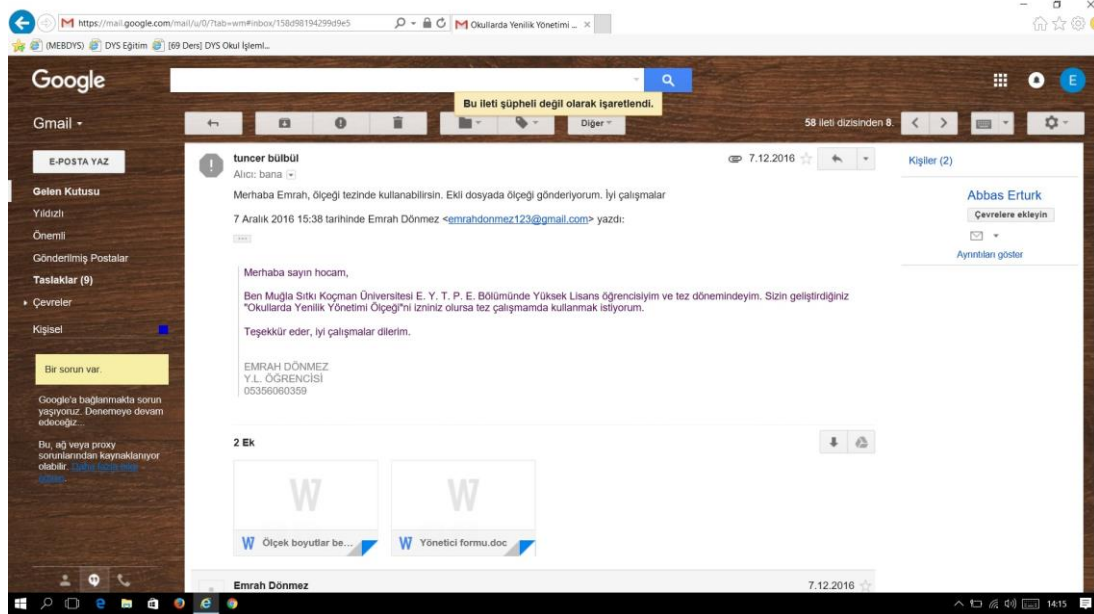 https://mail.google.com/mail/u/0/?tab=wm#inbox/158d98194299d9e5
Okullarda Yenilik Yönetimi ...
(MEBDYS) DYS Eğitim [69 Ders] DYS Okul İşleml...
Google
E
Bu ileti şüpheli değil olarak işaretlendi.
Gmail
Diğer
58 ileti dizisinden 8.
E-POSTA YAZ
Gelen Kutusu
Yıldızlı
Önemli
Gönderilmiş Postalar
Taslaklar (9)
Çevreler
Kişisel
Bir sorun var.
Google'a bağlanmakta sorun
yaşıyoruz. Denemeye devam
edeceğiz...
Bu, ağ veya proxy
sorunlarından kaynaklanıyor
olabilir.
tuncer bülbül
7.12.2016
Alıcı: bana
Merhaba Emrah, ölçeği tezinde kullanabilirsin. Ekli dosyada ölçeği gönderiyorum. İyi çalışmalar
7 Aralık 2016 15:38 tarihinde Emrah Dönmez <emrahdonmez123@gmail.com> yazdı:
Merhaba sayın hocam,
Ben Muğla Sıtkı Koçman Üniversitesi E. Y. T. P. E. Bölümünde Yüksek Lisans öğrencisiyim ve tez dönemindeyim. Sizin geliştirdiğiniz
"Okullarda Yenilik Yönetimi Ölçeği"ni izniniz olursa tez çalışmamda kullanmak istiyorum.
Teşekkür eder, iyi çalışmalar dilerim.
EMRAH DÖNMEZ
Y.L. ÖĞRENCİSİ
05356060359
2 Ek
W W
W Ölçek boyutlar be...
W Yönetici formu.doc
Emrah Dönmez
7.12.2016
Kişiler (2)
Abbas Erturk
Çevrelere ekleyin
Ayrıntıları göster
14:15